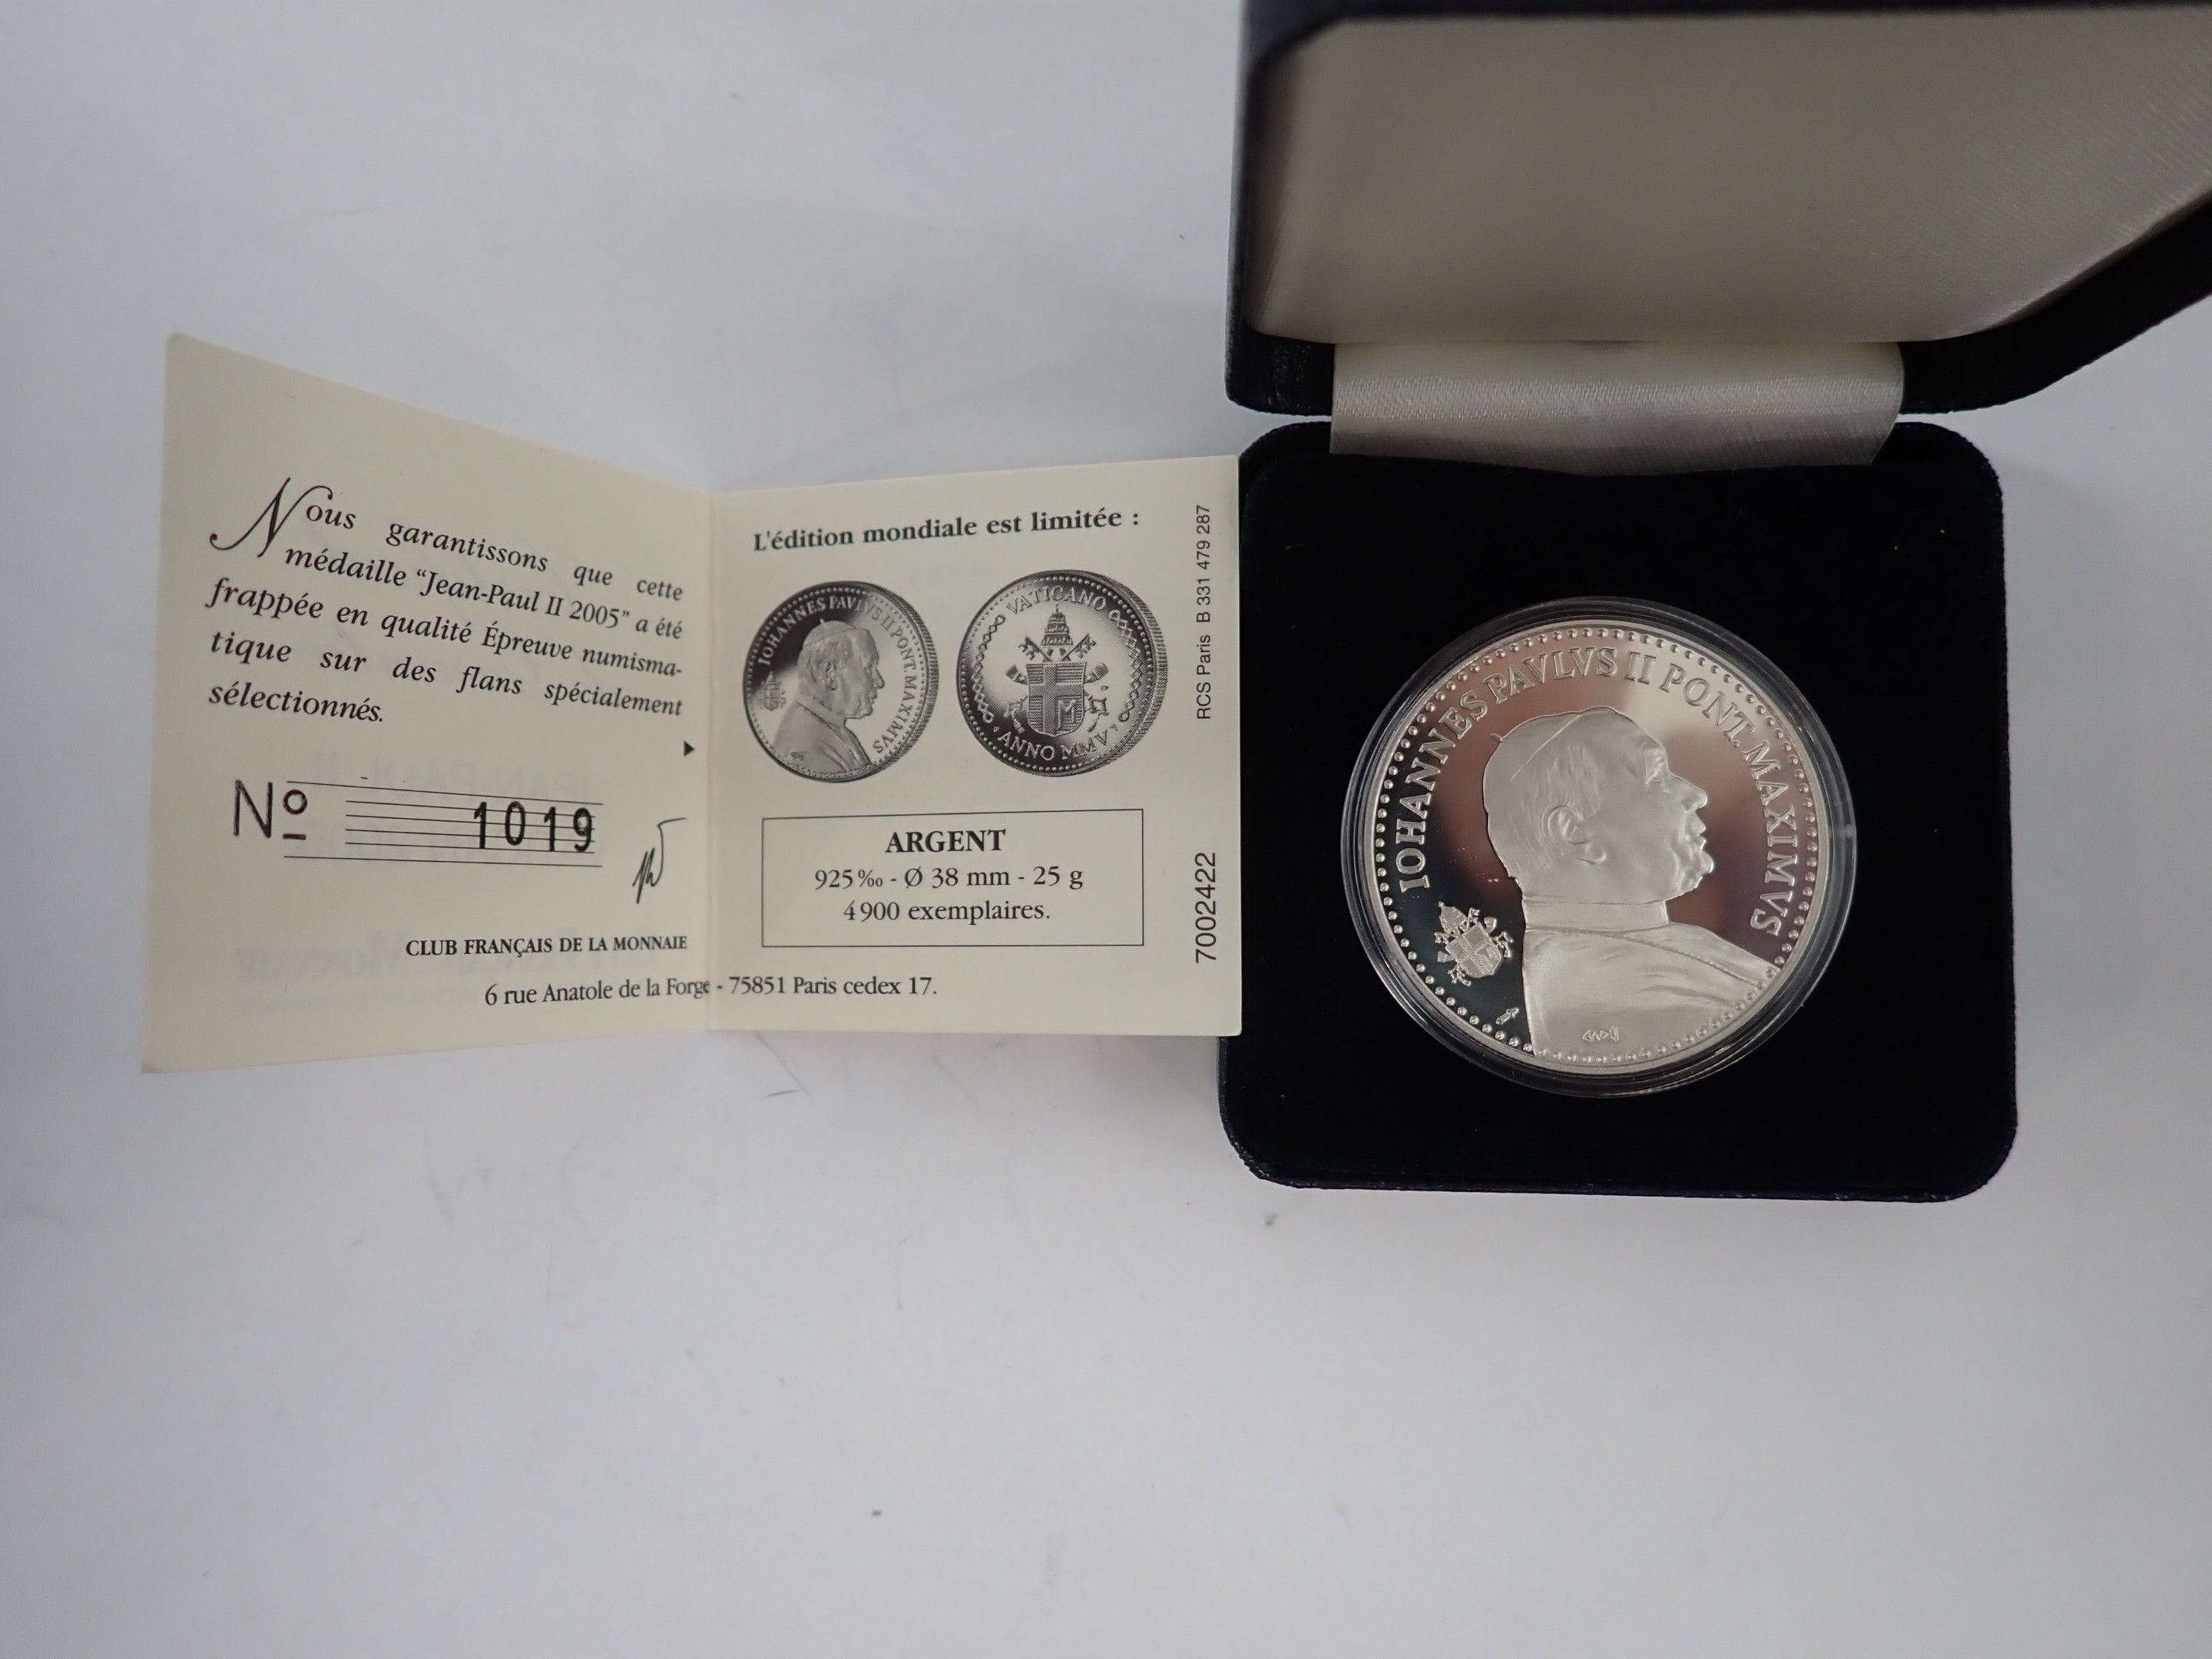 Nous garantissons que cette
médaille “Jean-Paul II 2005” a été
frappée en qualité Épreuve numisma-
tique sur des flans spécialement
sélectionnés.
Nº 1019
CLUB FRANÇAIS DE LA MONNAIE
6 rue Anatole de la Forge - 75851 Paris cedex 17.
L'édition mondiale est limitée :
IOHANNES PAVLVS II PONT. MAXIMVS
VATICANO
ANNO MMV
ARGENT
925‰ - Ø 38 mm - 25 g
4900 exemplaires.
RCS Paris B 331 479 287
7002422
IOHANNES PAVLVS II PONT. MAXIMVS